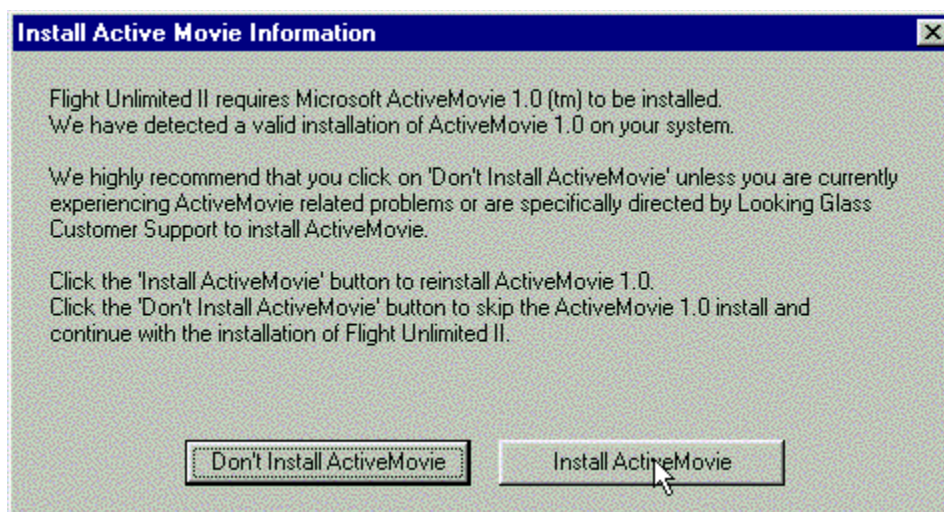 Install Active Movie Information
Flight Unlimited II requires Microsoft ActiveMovie 1.0 (tm) to be installed.
We have detected a valid installation of ActiveMovie 1.0 on your system.
We highly recommend that you click on 'Don't Install ActiveMovie' unless you are currently
experiencing ActiveMovie related problems or are specifically directed by Looking Glass
Customer Support to install ActiveMovie.
Click the 'Install ActiveMovie' button to reinstall ActiveMovie 1.0.
Click the 'Don't Install ActiveMovie' button to skip the ActiveMovie 1.0 install and
continue with the installation of Flight Unlimited II.
Don't Install ActiveMovie
Install ActiveMovie